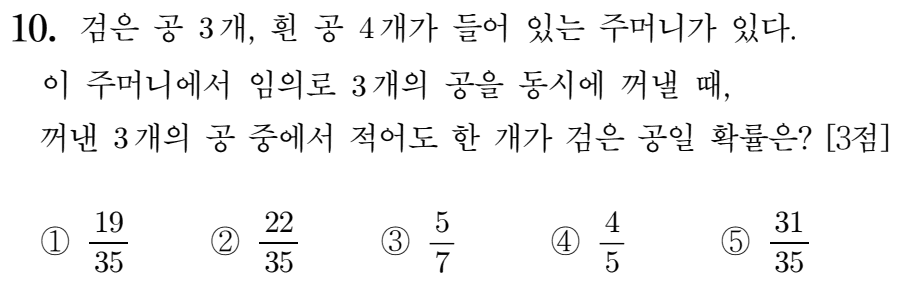 10. 검은 공 3개, 흰 공 4개가 들어 있는 주머니가 있다.
이 주머니에서 임의로 3개의 공을 동시에 꺼낼 때,
꺼낸 3개의 공 중에서 적어도 한 개가 검은 공일 확률은? [3점]
① 19/35 ② 22/35 ③ 5/7 ④ 4/5 ⑤ 31/35